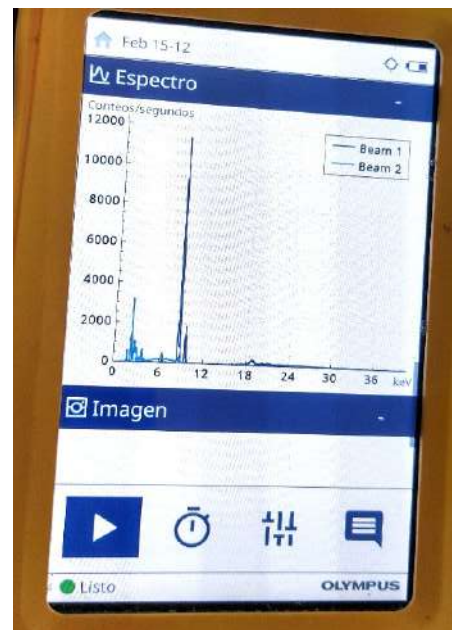 Feb 15-12
Espectro
Conteos/segundos
12000
10000
8000
6000
4000
2000
0
Beam 1
Beam 2
0 6 12 18 24 30 36 keV
Imagen
Listo
OLYMPUS